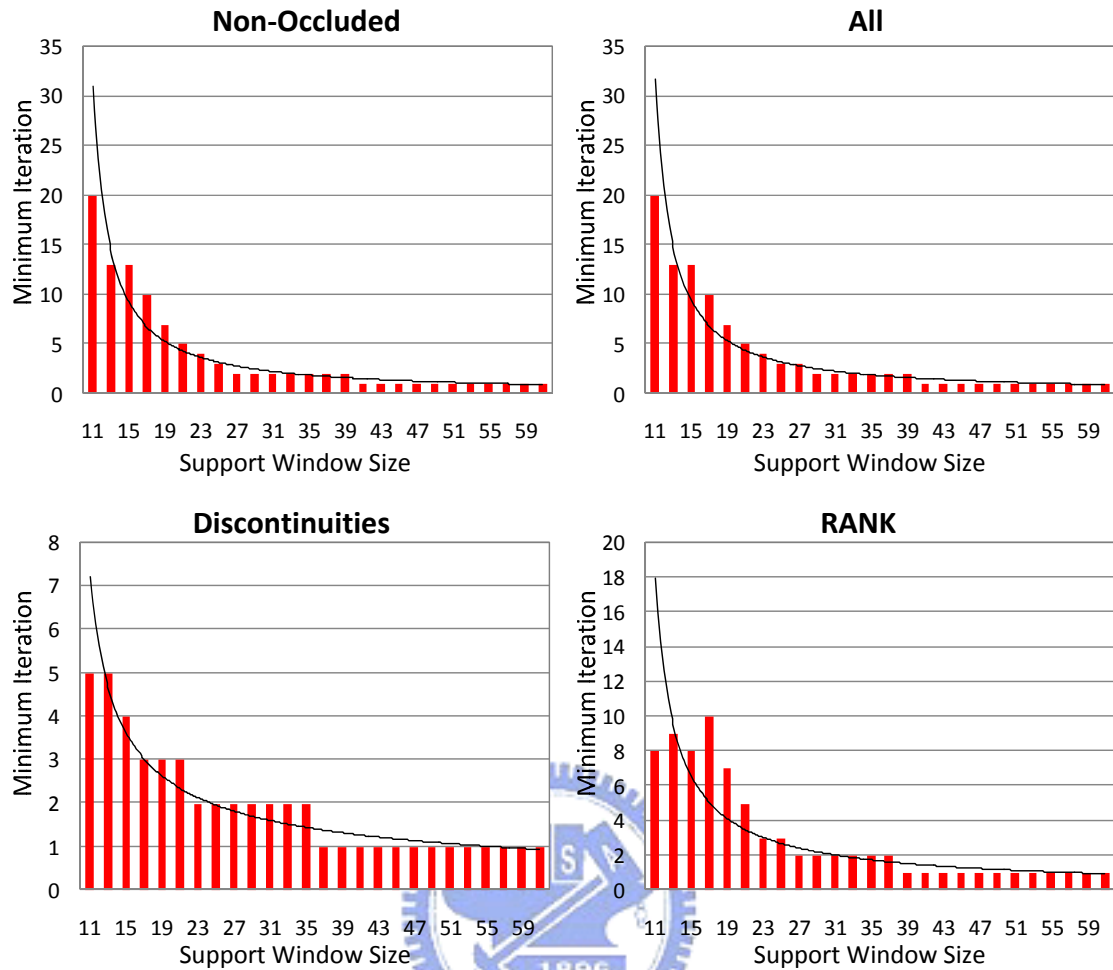 Non-Occluded
35
30
25
20
15
10
5
0
Minimum Iteration
11 15 19 23 27 31 35 39 43 47 51 55 59
Support Window Size
All
35
30
25
20
15
10
5
0
Minimum Iteration
11 15 19 23 27 31 35 39 43 47 51 55 59
Support Window Size
Discontinuities
8
7
6
5
4
3
2
1
0
Minimum Iteration
11 15 19 23 27 31 35 39 43 47 51 55 59
Support Window Size
RANK
20
18
16
14
12
10
8
6
4
2
0
Minimum Iteration
11 15 19 23 27 31 35 39 43 47 51 55 59
Support Window Size
S
1896